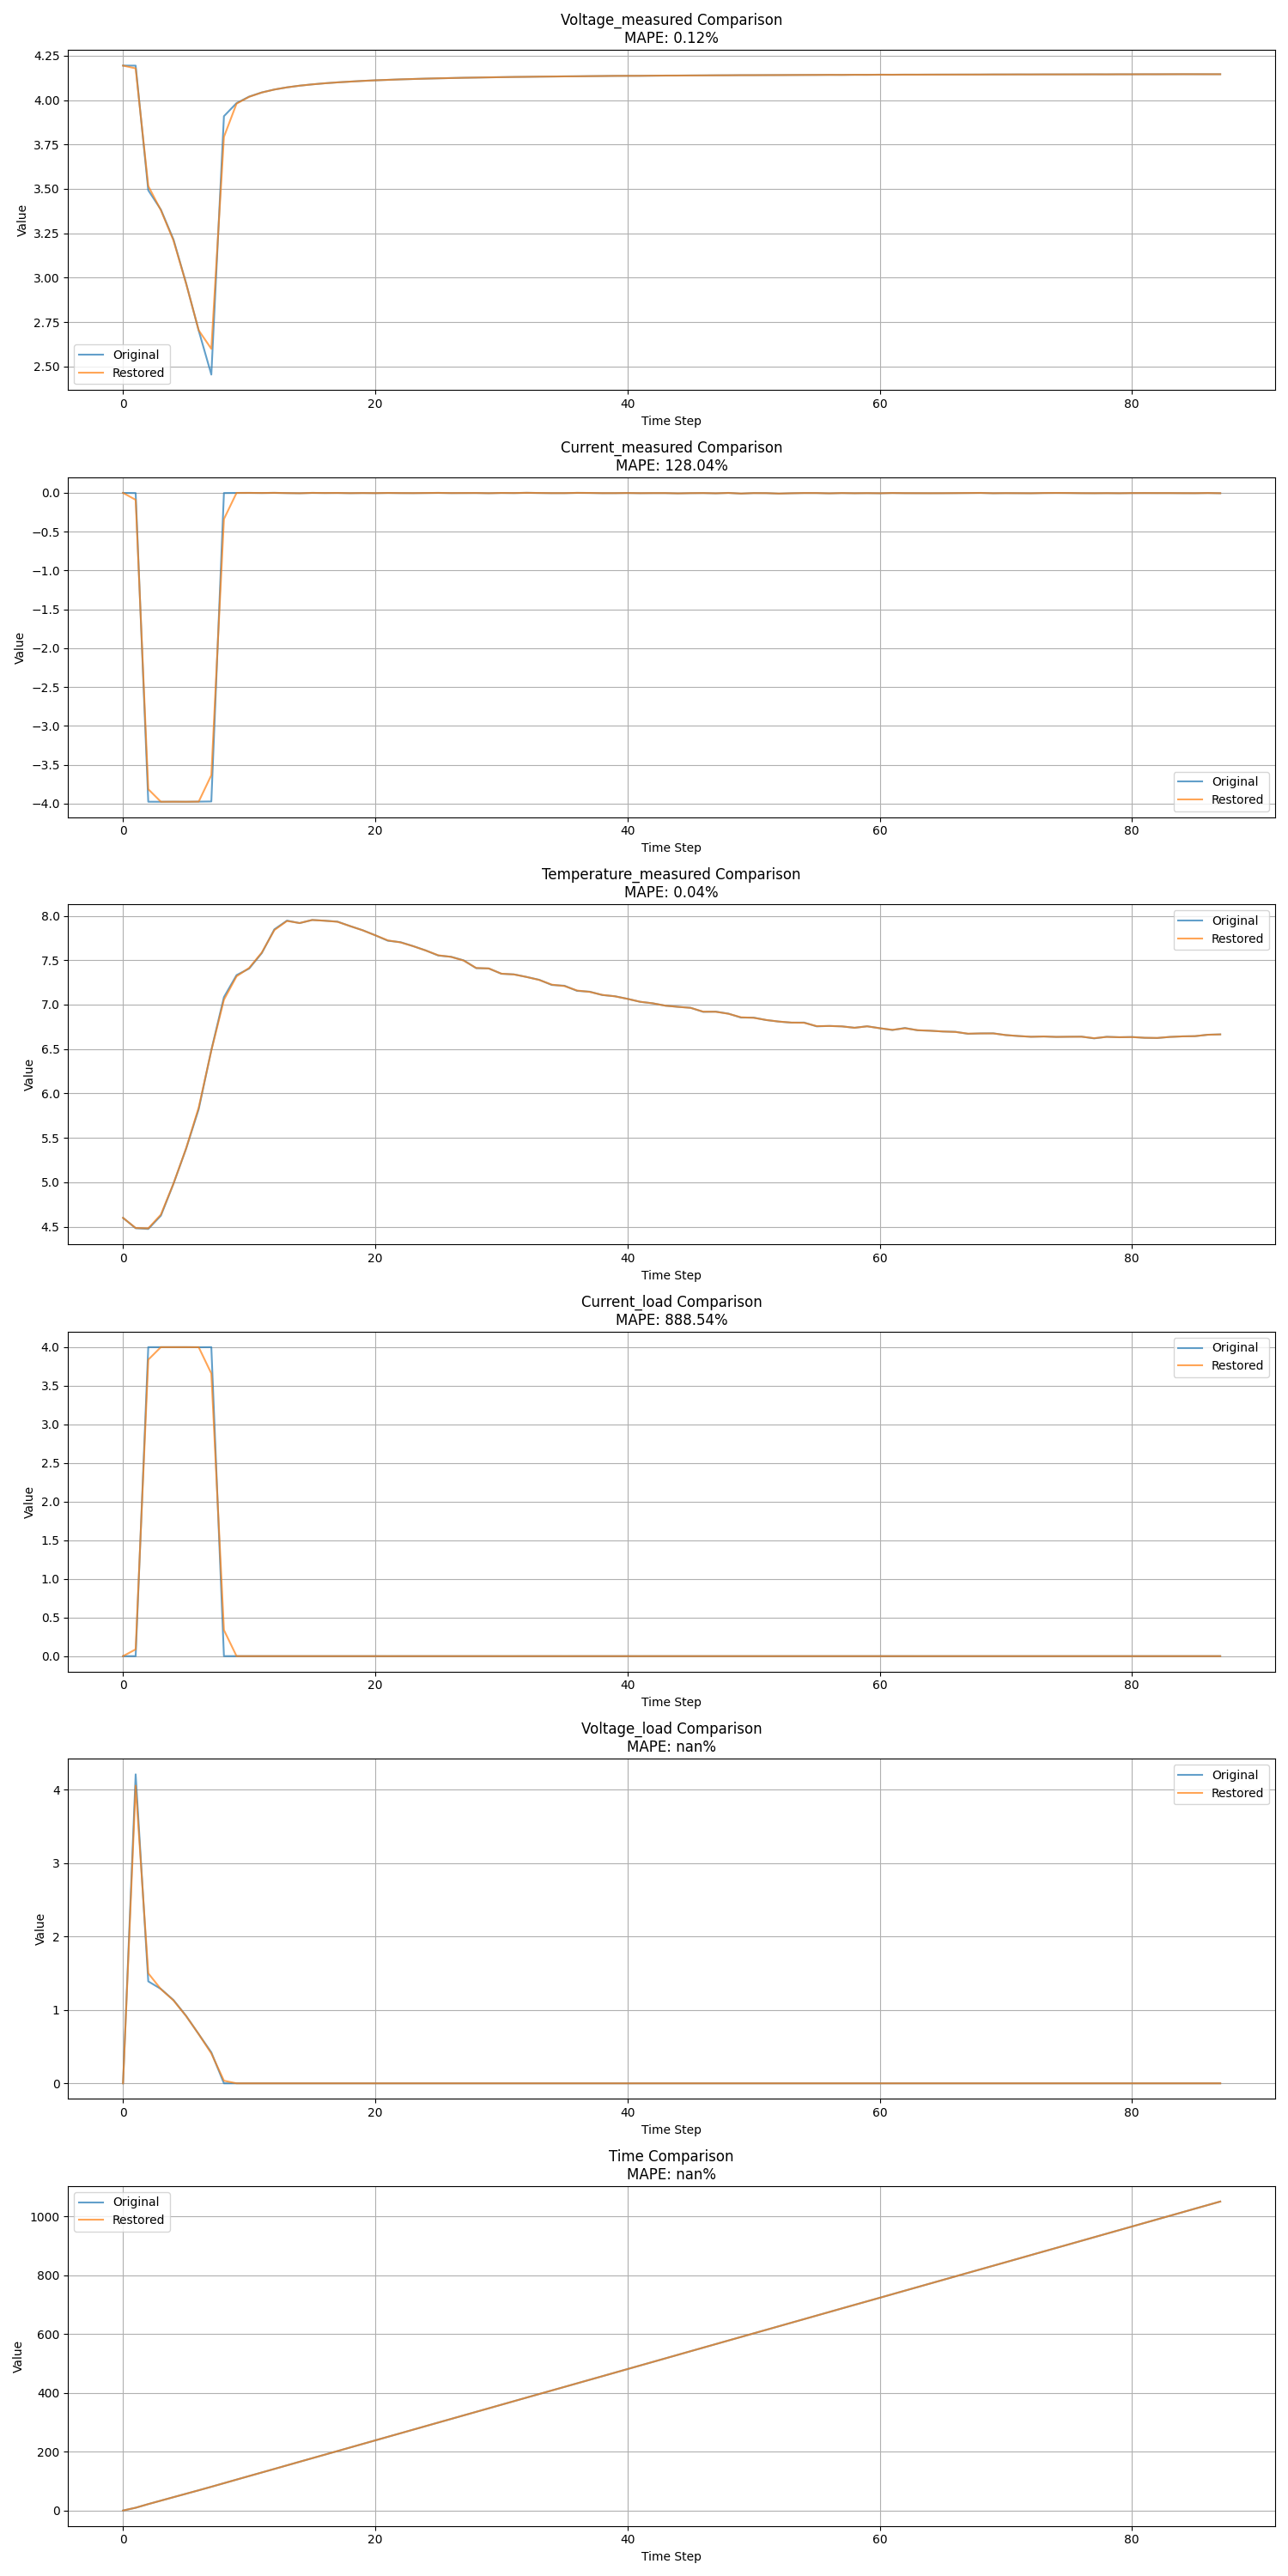 Voltage_measured Comparison
MAPE: 0.12%
4.25
4.00
3.75
3.50
3.25
3.00
2.75
2.50
Value
Original
Restored
0 20 40 60 80
Time Step
Current_measured Comparison
MAPE: 128.04%
0.0
−0.5
−1.0
−1.5
−2.0
−2.5
−3.0
−3.5
−4.0
Value
Original
Restored
0 20 40 60 80
Time Step
Temperature_measured Comparison
MAPE: 0.04%
8.0
7.5
7.0
6.5
6.0
5.5
5.0
4.5
Value
Original
Restored
0 20 40 60 80
Time Step
Current_load Comparison
MAPE: 888.54%
4.0
3.5
3.0
2.5
2.0
1.5
1.0
0.5
0.0
Value
Original
Restored
0 20 40 60 80
Time Step
Voltage_load Comparison
MAPE: nan%
4
3
2
1
0
Value
Original
Restored
0 20 40 60 80
Time Step
Time Comparison
MAPE: nan%
1000
800
600
400
200
0
Value
Original
Restored
0 20 40 60 80
Time Step